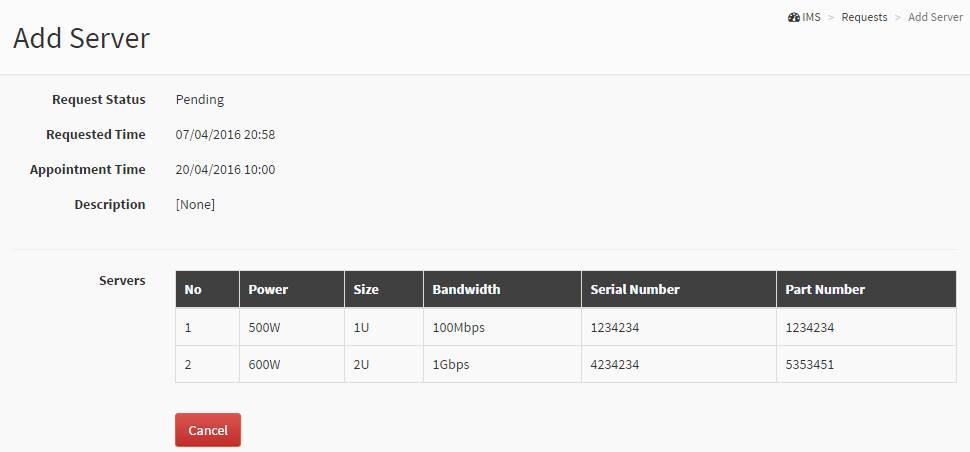 IMS > Requests > Add Server
Add Server
Request Status Pending
Requested Time 07/04/2016 20:58
Appointment Time 20/04/2016 10:00
Description [None]
Servers
No Power Size Bandwidth Serial Number Part Number
1 500W 1U 100Mbps 1234234 1234234
2 600W 2U 1Gbps 4234234 5353451
Cancel